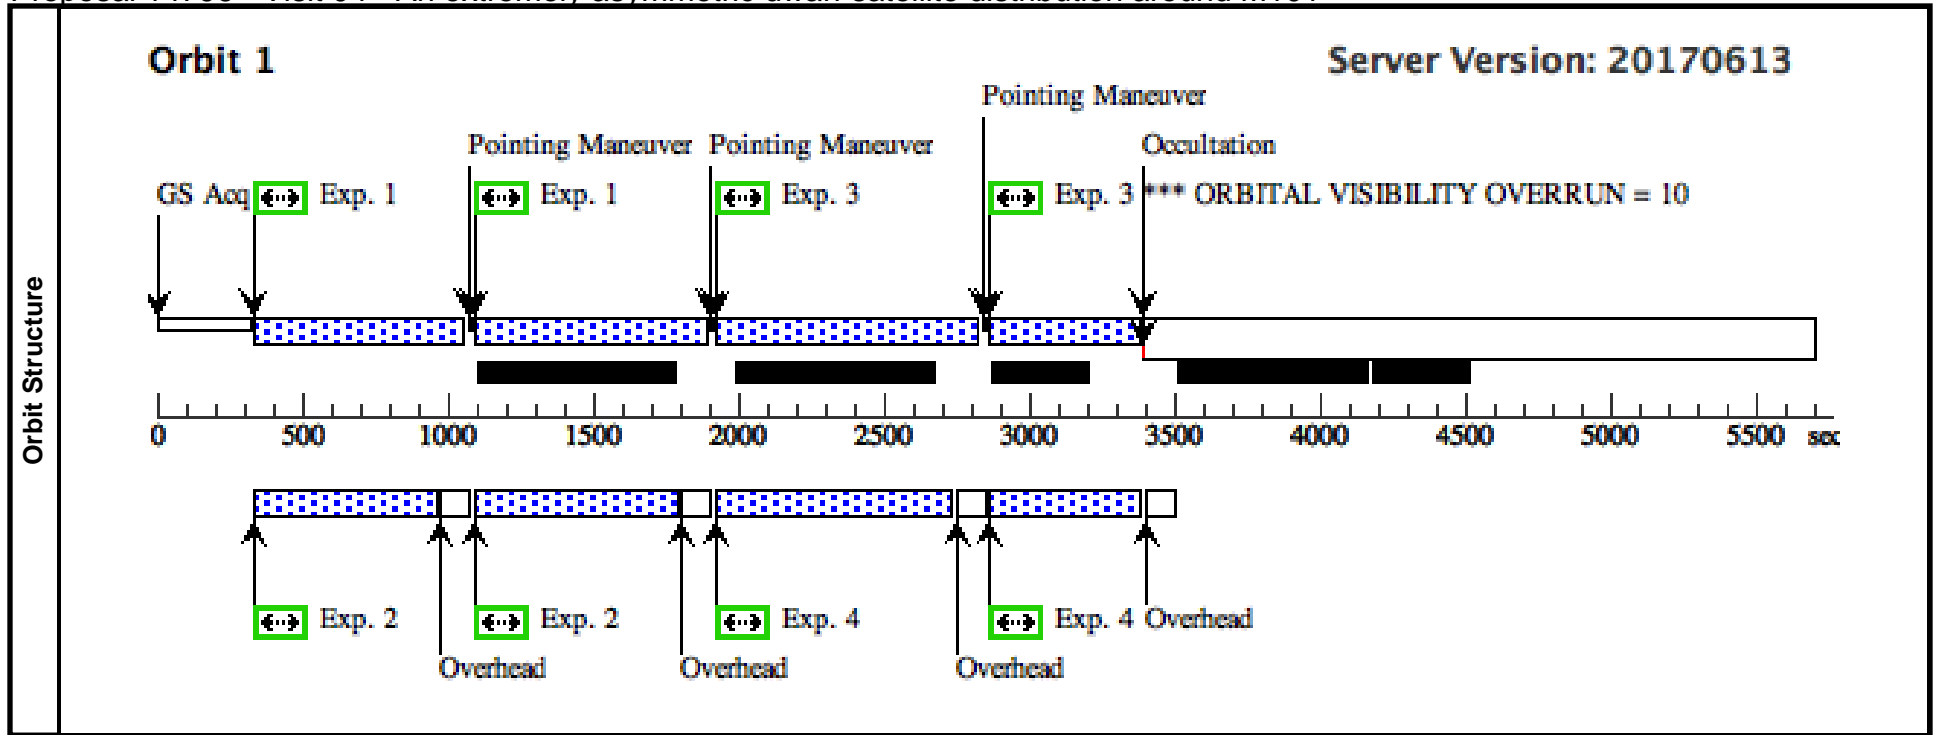 Orbit 1
Server Version: 20170613
Pointing Maneuver
Pointing Maneuver Pointing Maneuver Occultation
GS Acq Exp. 1 Exp. 1 Exp. 3 Exp. 3 *** ORBITAL VISIBILITY OVERRUN = 10
Orbit Structure
0 500 1000 1500 2000 2500 3000 3500 4000 4500 5000 5500 sec
Exp. 2 Exp. 2 Exp. 4 Exp. 4 Overhead
Overhead Overhead Overhead